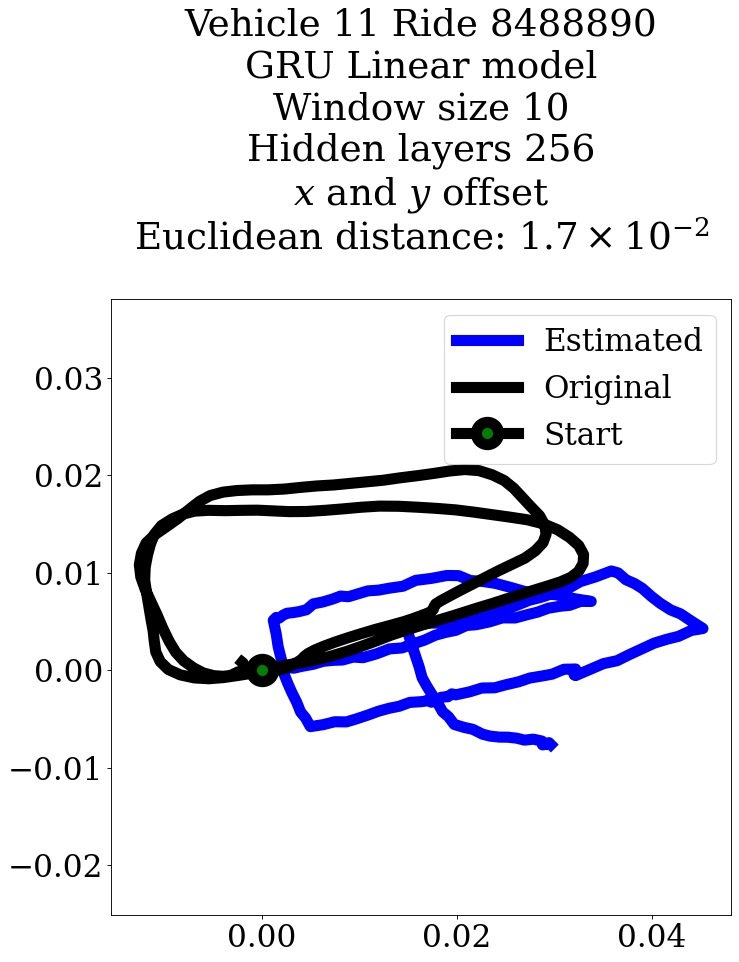 Vehicle 11 Ride 8488890
GRU Linear model
Window size 10
Hidden layers 256
x and y offset
Euclidean distance: 1.7 × 10⁻²
Estimated
Original
Start
0.03
0.02
0.01
0.00
−0.01
−0.02
0.00 0.02 0.04